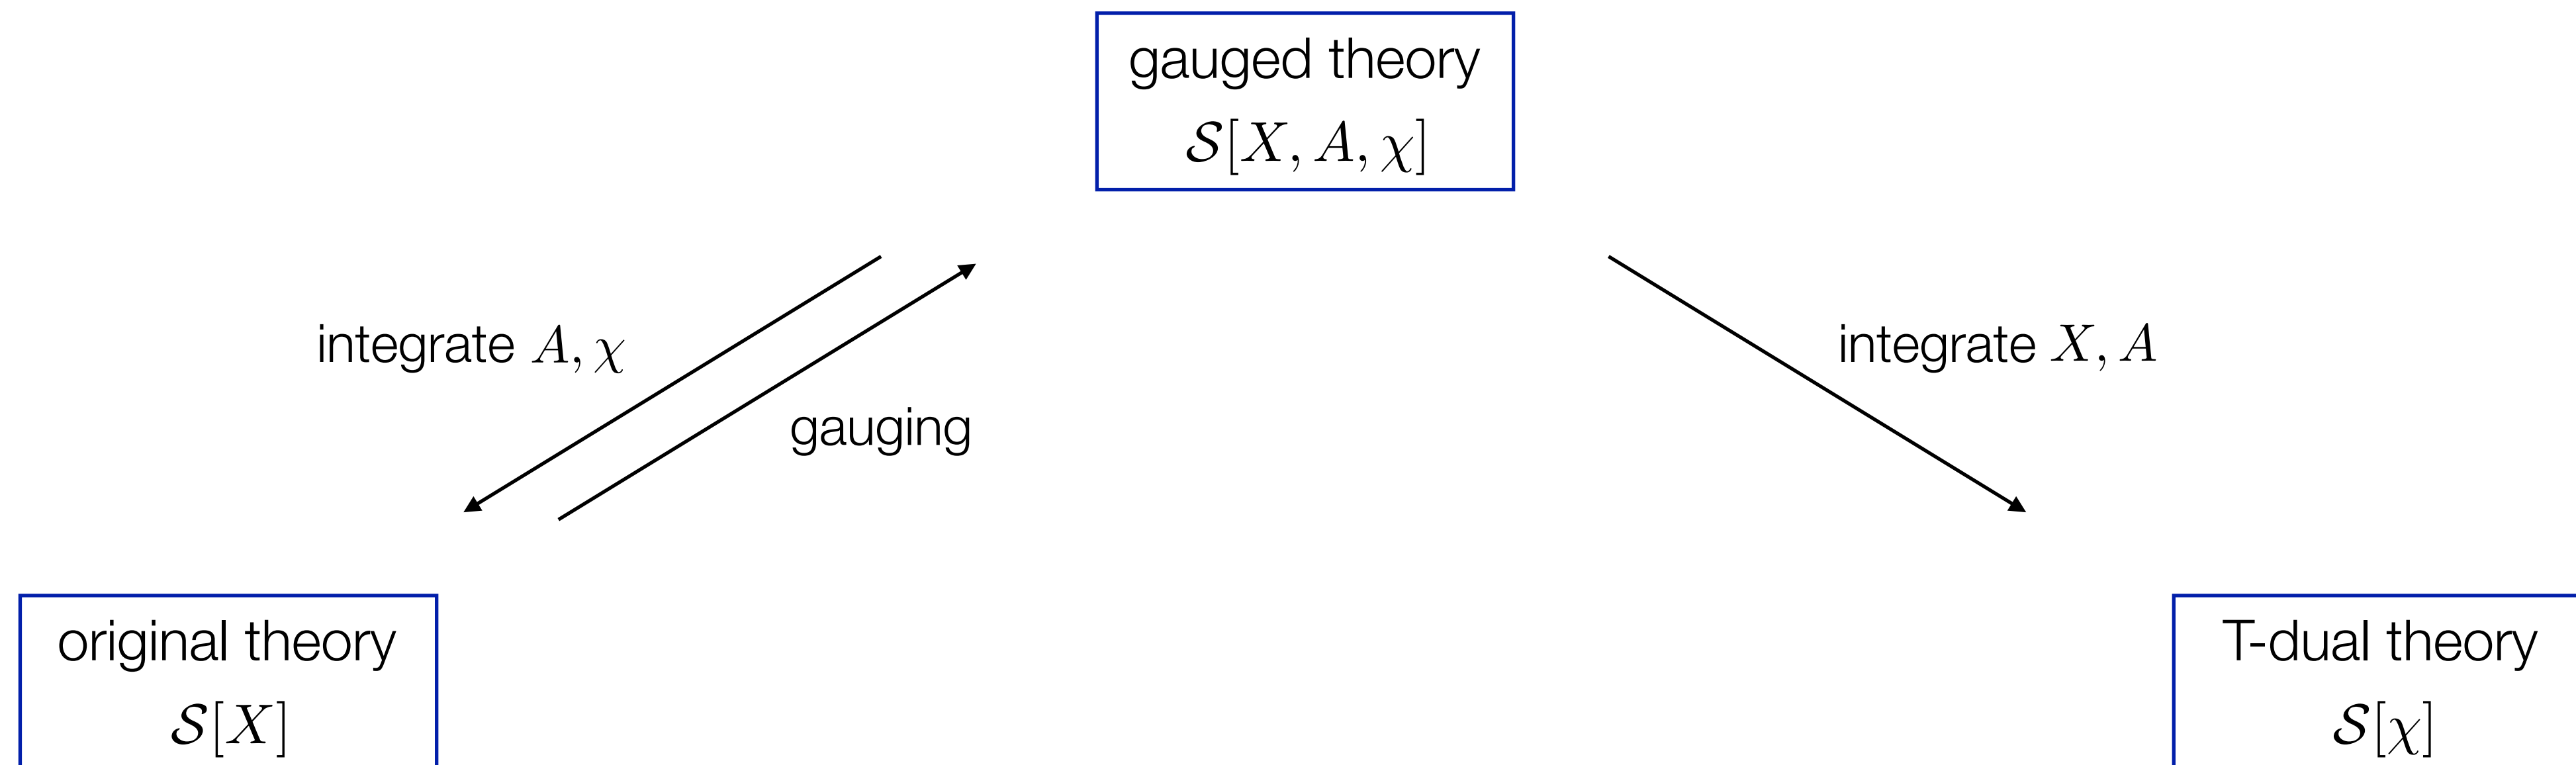 gauged theory
𝒮[X, A, χ]
integrate A, χ
integrate X, A
gauging
original theory
𝒮[X]
T-dual theory
𝒮[χ]